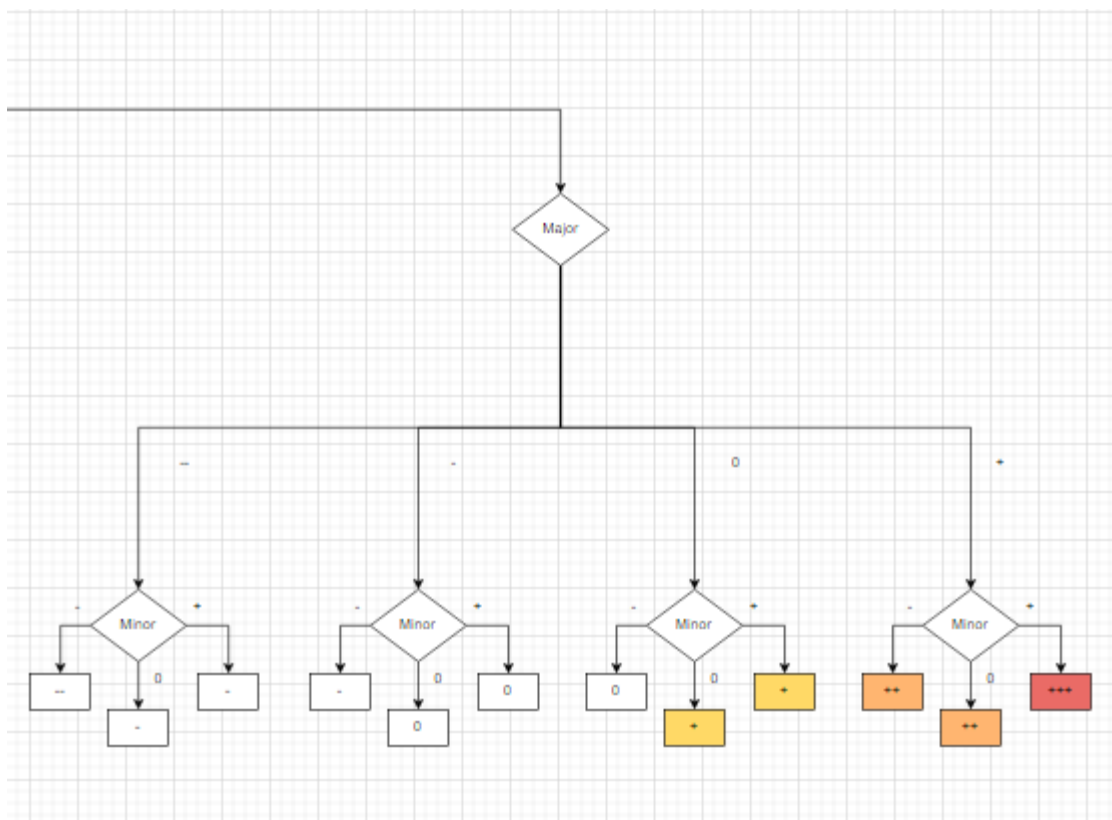 Major
-- - 0 +
- + - + - + - +
Minor Minor Minor Minor
0 0 0 0
-- - - 0 0 + ++ +++
- 0 + ++